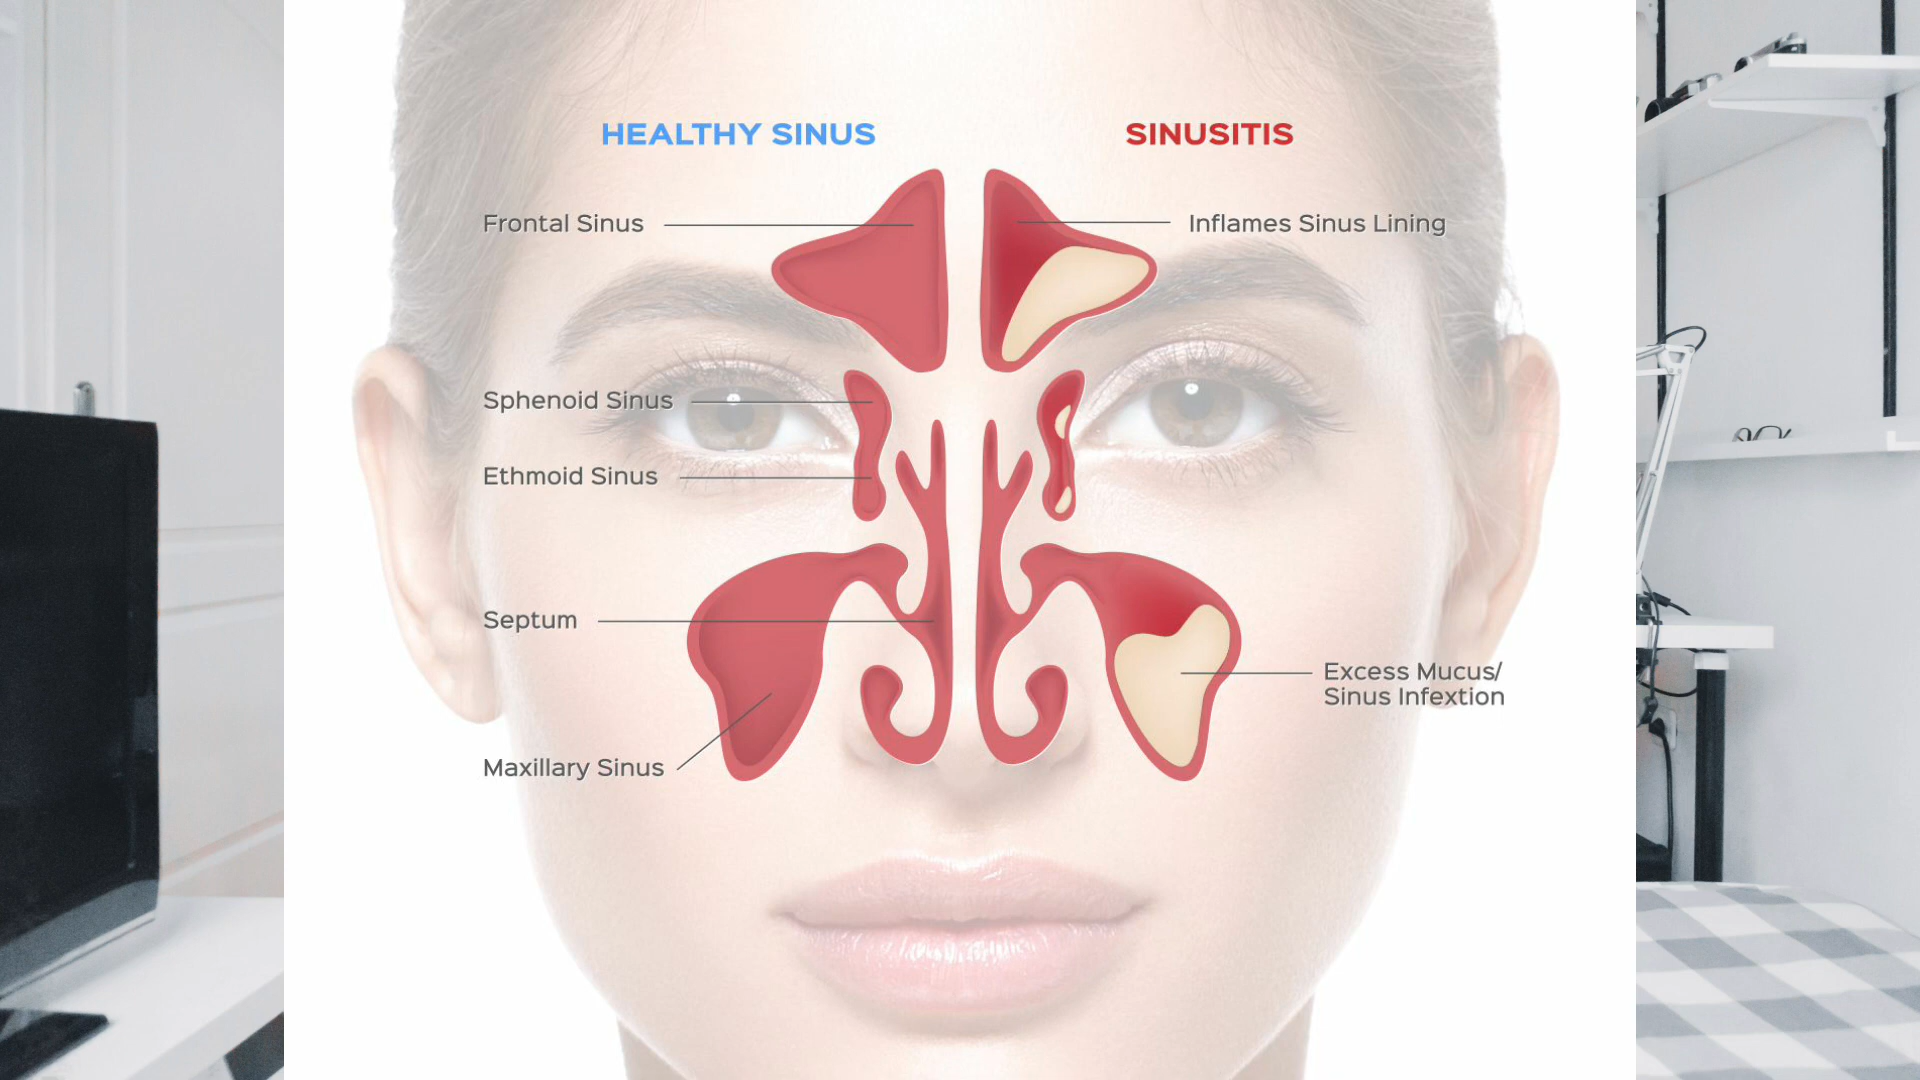 HEALTHY SINUS
SINUSITIS
Frontal Sinus
Inflames Sinus Lining
Sphenoid Sinus
Ethmoid Sinus
Septum
Excess Mucus/
Sinus Infextion
Maxillary Sinus